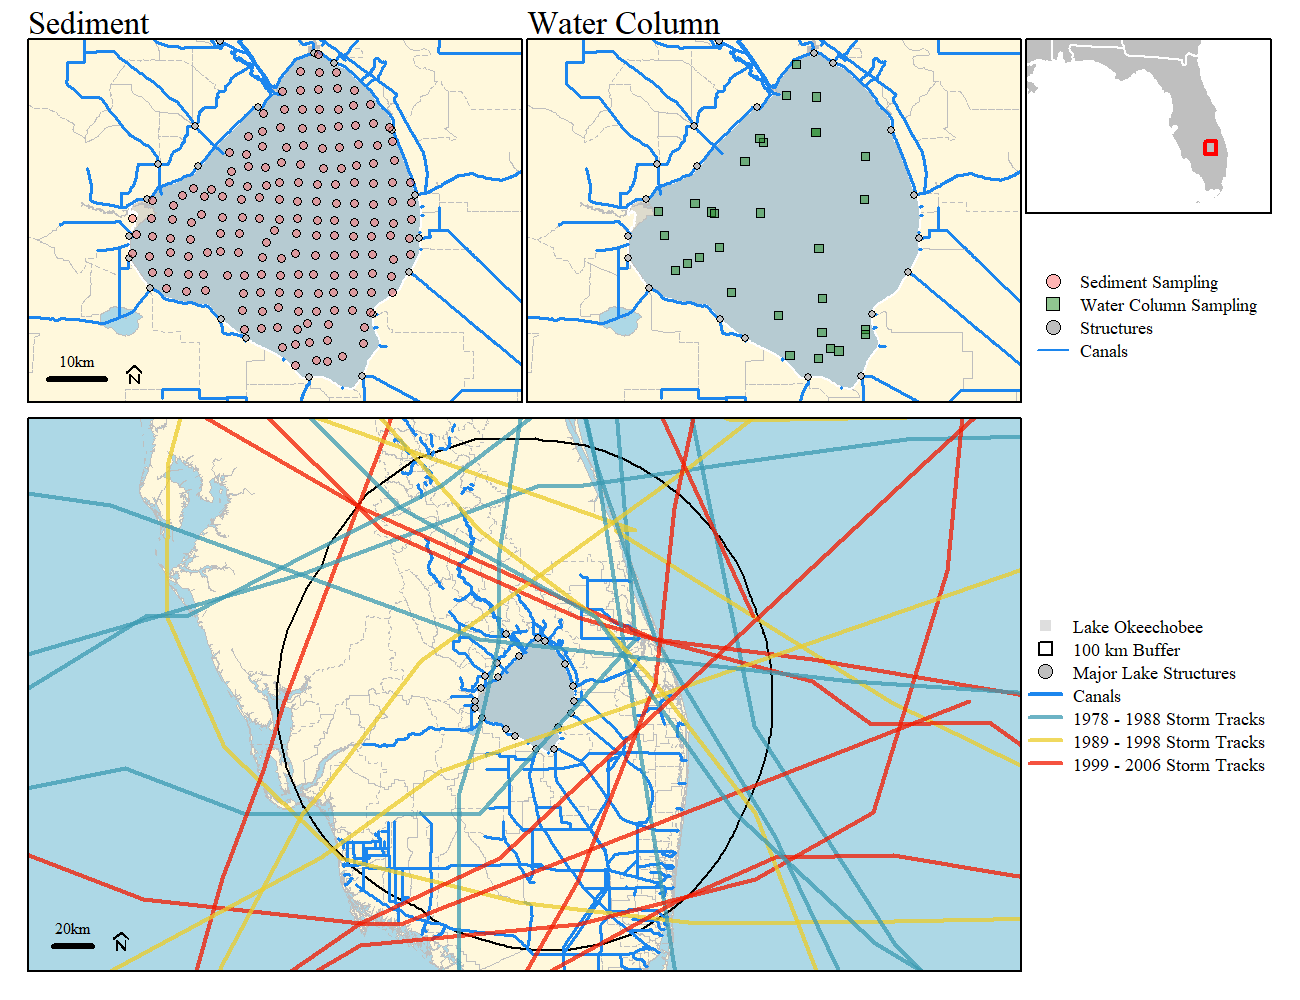 Sediment
Water Column
10km
N
Sediment Sampling
Water Column Sampling
Structures
Canals
20km
N
Lake Okeechobee
100 km Buffer
Major Lake Structures
Canals
1978 - 1988 Storm Tracks
1989 - 1998 Storm Tracks
1999 - 2006 Storm Tracks